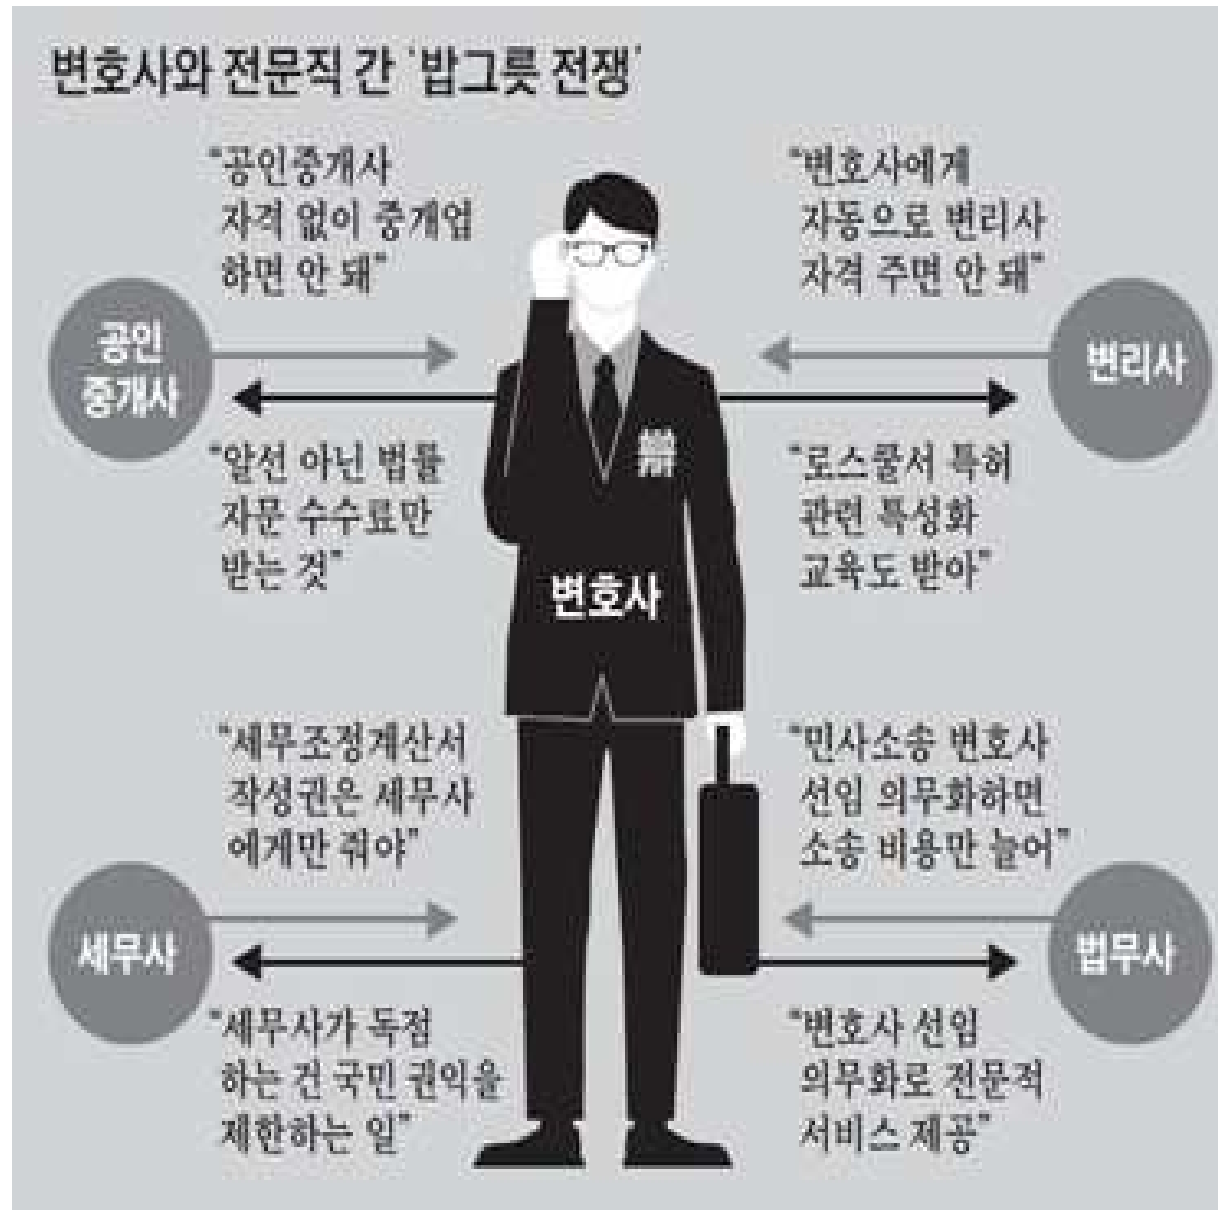 변호사와 전문직 간 '밥그릇 전쟁'
"공인중개사
자격 없이 중개업
하면 안 돼"
공인
중개사
"알선 아닌 법률
자문 수수료만
받는 것"
"변호사에게
자동으로 변리사
자격 주면 안 돼"
변리사
"로스쿨서 특허
관련 특성화
교육도 받아"
변호사
"세무조정계산서
작성권은 세무사
에게만 줘야"
세무사
"세무사가 독점
하는 건 국민 권익을
제한하는 일"
"민사소송 변호사
선임 의무화하면
소송 비용만 늘어"
법무사
"변호사 선임
의무화로 전문적
서비스 제공"